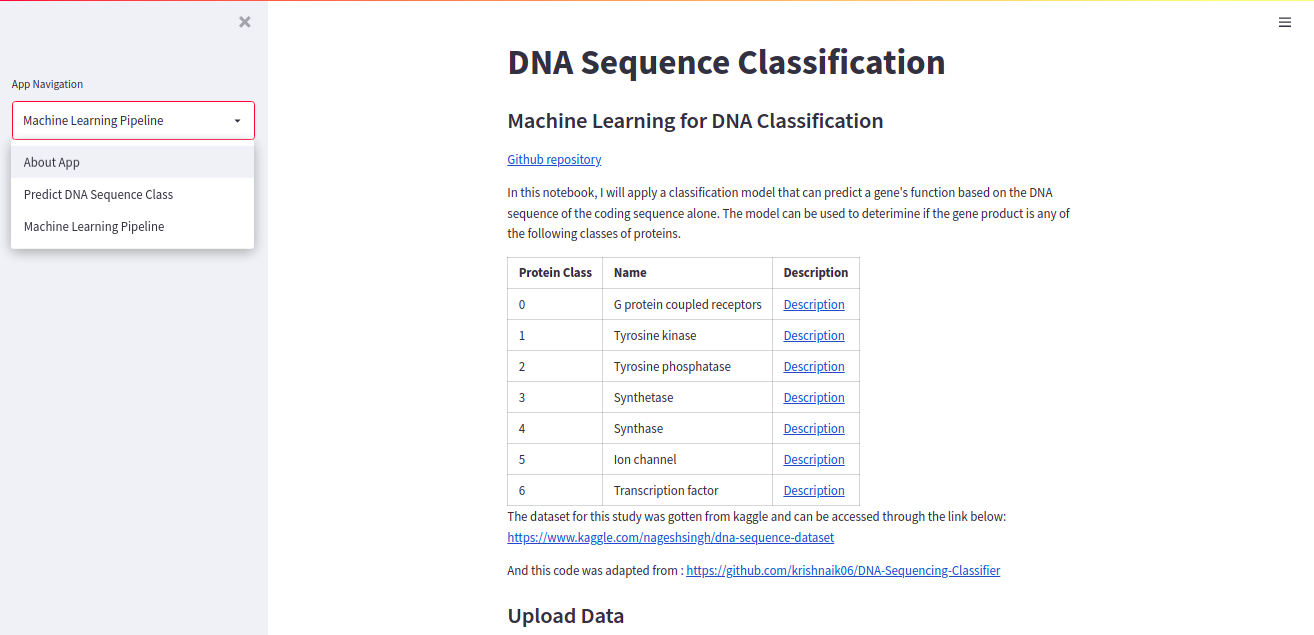 App Navigation
Machine Learning Pipeline
About App
Predict DNA Sequence Class
Machine Learning Pipeline
DNA Sequence Classification
Machine Learning for DNA Classification
Github repository
In this notebook, I will apply a classification model that can predict a gene's function based on the DNA
sequence of the coding sequence alone. The model can be used to deterimine if the gene product is any of
the following classes of proteins.
Protein Class Name Description
0 G protein coupled receptors Description
1 Tyrosine kinase Description
2 Tyrosine phosphatase Description
3 Synthetase Description
4 Synthase Description
5 Ion channel Description
6 Transcription factor Description
The dataset for this study was gotten from kaggle and can be accessed through the link below:
https://www.kaggle.com/nageshsingh/dna-sequence-dataset
And this code was adapted from : https://github.com/krishnaik06/DNA-Sequencing-Classifier
Upload Data